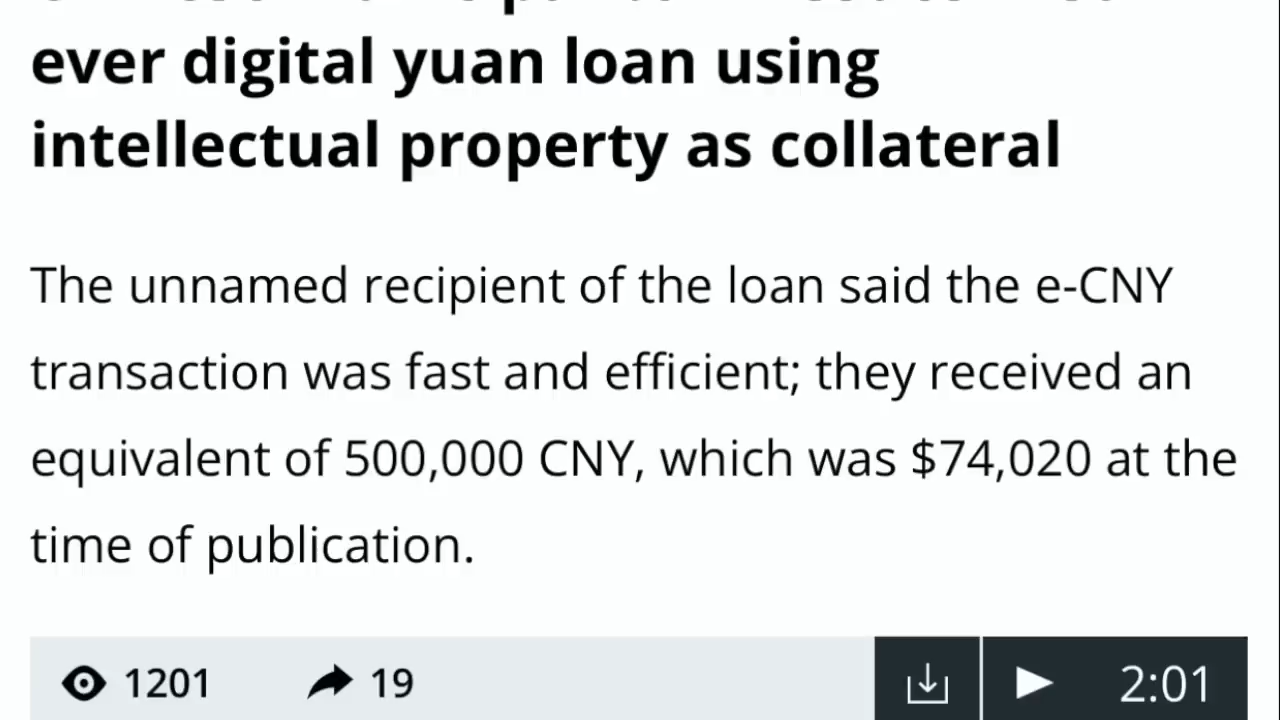 ever digital yuan loan using
intellectual property as collateral
The unnamed recipient of the loan said the e-CNY
transaction was fast and efficient; they received an
equivalent of 500,000 CNY, which was $74,020 at the
time of publication.
1201 19 2:01